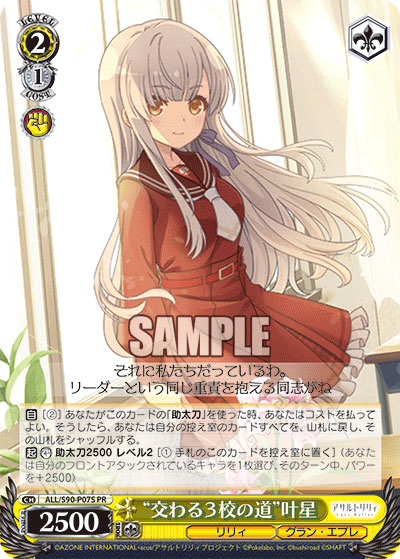 LEVEL
2
1
COST
SAMPLE
それに私たちだっているわ。
リーダーという同じ重責を抱える同志がね
自 [②] あなたがこのカードの「助太刀」を使った時、あなたはコストを払ってよ
い。そうしたら、あなたは自分の控え室のカードすべてを、山札に戻し、そ
の山札をシャッフルする。
起 助太刀2500 レベル2 [① 手札のこのカードを控え室に置く] (あなた
は自分のフロントアタックされているキャラを1枚選び、そのターン中、パワー
を+2500)
CH ALL/S90-P07S PR
2500
“交わる3校の道”叶星
アサルトリリィ
リリィ
グラン・エプレ
©AZONE INTERNATIONAL・acus/アサルトリリィプロジェクト ©Pokelabo, Inc. ©bushiroad ©SHAFT